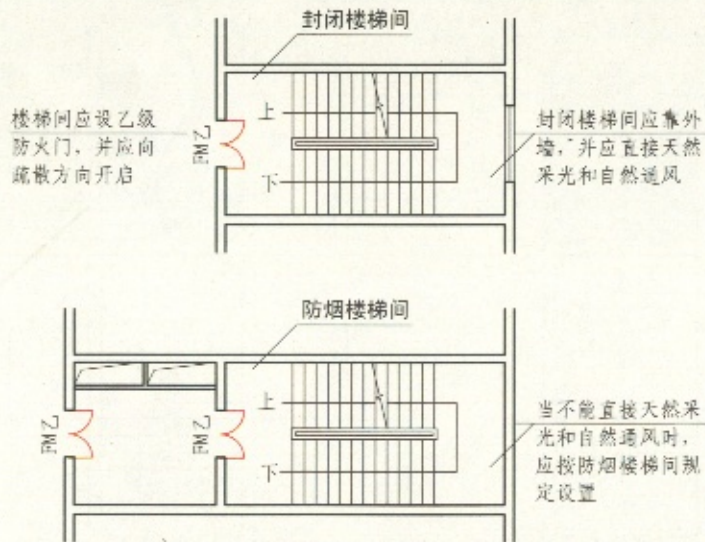 封闭楼梯间
楼梯间应设乙级
防火门，并应向
疏散方向开启
FM乙
上
下
封闭楼梯间应靠外
墙，并应直接天然
采光和自然通风
防烟楼梯间
FM乙
FM乙
上
下
当不能直接天然采
光和自然通风时，
应按防烟楼梯间规
定设置